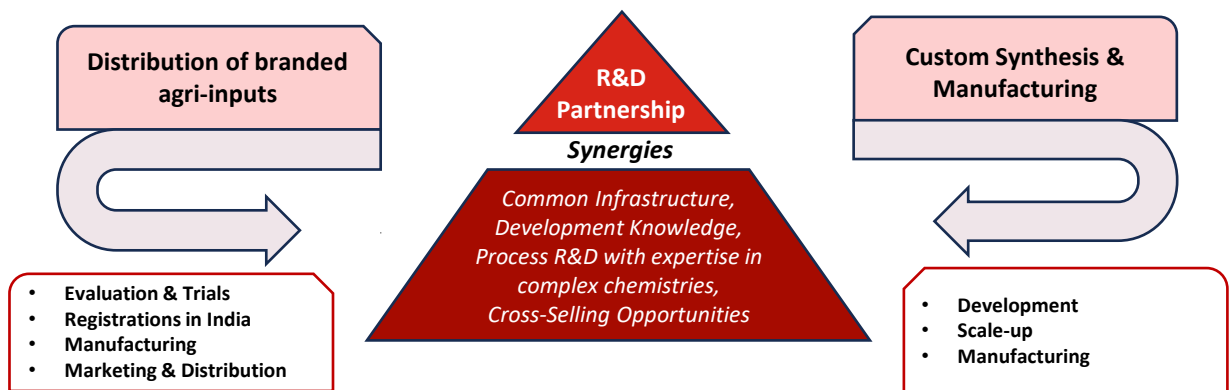 Distribution of branded
agri-inputs
• Evaluation & Trials
• Registrations in India
• Manufacturing
• Marketing & Distribution
R&D
Partnership
Synergies
Common Infrastructure,
Development Knowledge,
Process R&D with expertise in
complex chemistries,
Cross-Selling Opportunities
Custom Synthesis &
Manufacturing
• Development
• Scale-up
• Manufacturing